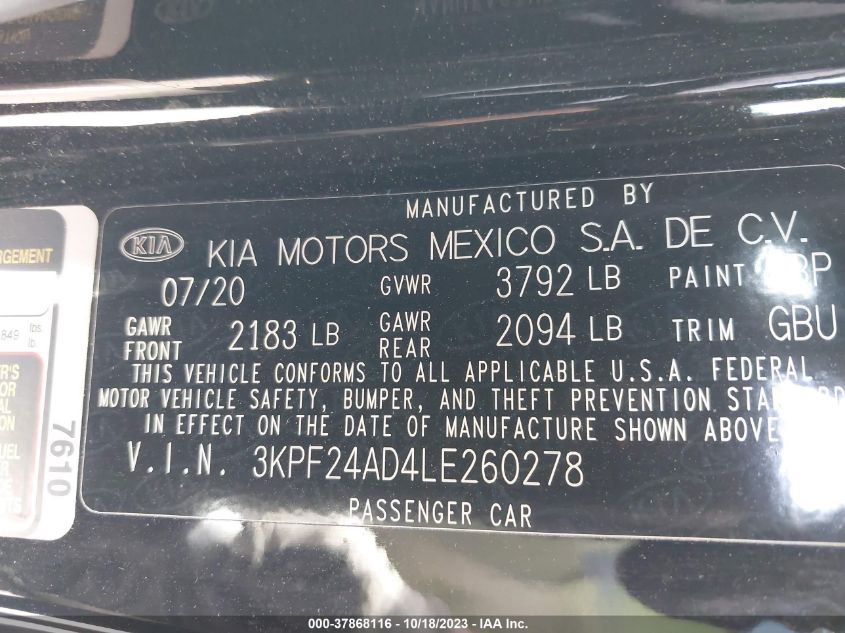 MANUFACTURED BY
KIA KIA MOTORS MEXICO S.A. DE C.V.
07/20 GVWR 3792 LB PAINT
GAWR FRONT 2183 LB GAWR REAR 2094 LB TRIM GBU
THIS VEHICLE CONFORMS TO ALL APPLICABLE U.S.A. FEDERAL
MOTOR VEHICLE SAFETY, BUMPER, AND THEFT PREVENTION STANDARD
IN EFFECT ON THE DATE OF MANUFACTURE SHOWN ABOVE
V.I.N. 3KPF24AD4LE260278
PASSENGER CAR
7610
000-37868116 - 10/18/2023 - IAA Inc.